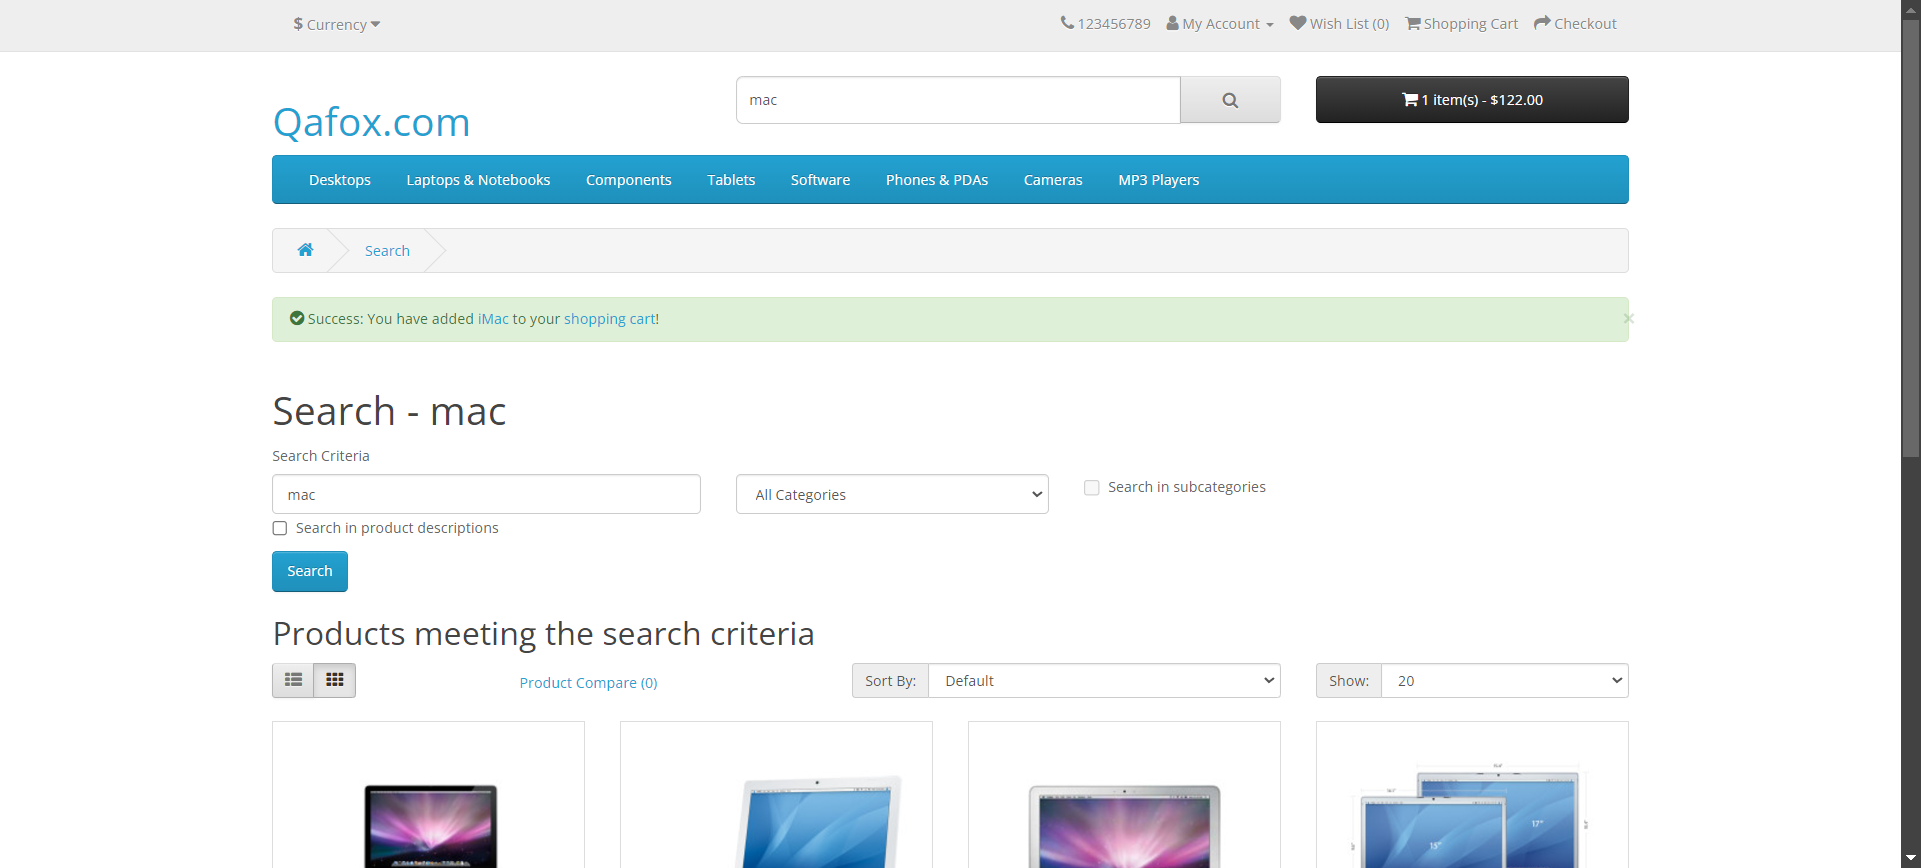 $ Currency
123456789 My Account Wish List (0) Shopping Cart Checkout
Qafox.com
mac
1 item(s) - $122.00
Desktops Laptops & Notebooks Components Tablets Software Phones & PDAs Cameras MP3 Players
Search
Success: You have added iMac to your shopping cart!
×
Search - mac
Search Criteria
mac
All Categories
Search in subcategories
Search in product descriptions
Search
Products meeting the search criteria
Product Compare (0)
Sort By: Default
Show: 20
15"
17"